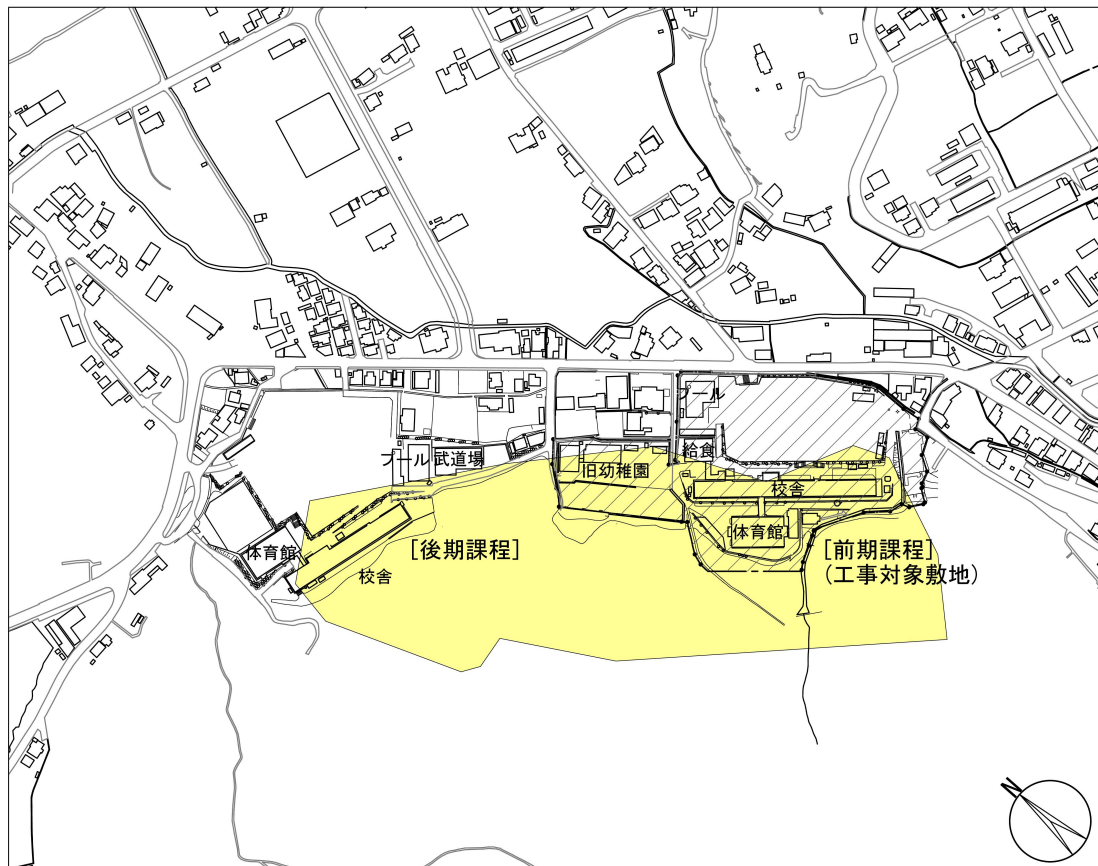 プール
給食
プール 武道場
旧幼稚園
校舎
体育館
[体育館]
[後期課程]
[前期課程]
(工事対象敷地)
校舎
N